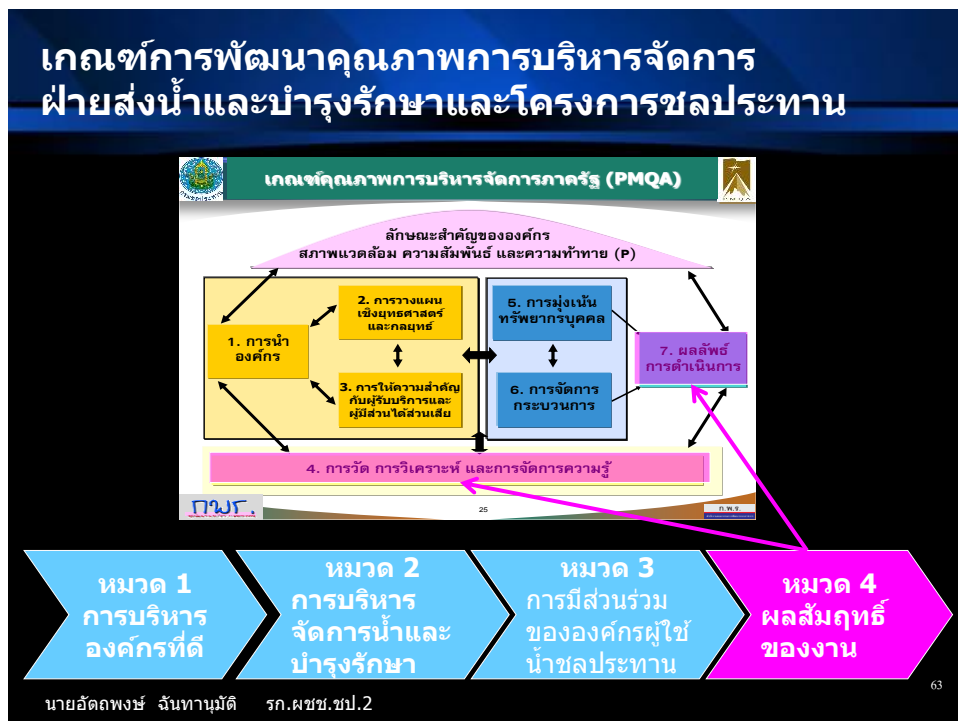 เกณฑ์การพัฒนาคุณภาพการบริหารจัดการ
ฝ่ายส่งน้ำและบำรุงรักษาและโครงการชลประทาน
เกณฑ์คุณภาพการบริหารจัดการภาครัฐ (PMQA)
PMQA
ลักษณะสำคัญขององค์กร
สภาพแวดล้อม ความสัมพันธ์ และความท้าทาย (P)
1. การนำ
องค์กร
2. การวางแผน
เชิงยุทธศาสตร์
และกลยุทธ์
3. การให้ความสำคัญ
กับผู้รับบริการและ
ผู้มีส่วนได้ส่วนเสีย
5. การมุ่งเน้น
ทรัพยากรบุคคล
6. การจัดการ
กระบวนการ
7. ผลลัพธ์
การดำเนินการ
4. การวัด การวิเคราะห์ และการจัดการความรู้
กพร.
25
ก.พ.ร.
หมวด 1
การบริหาร
องค์กรที่ดี
หมวด 2
การบริหาร
จัดการน้ำและ
บำรุงรักษา
หมวด 3
การมีส่วนร่วม
ขององค์กรผู้ใช้
น้ำชลประทาน
หมวด 4
ผลสัมฤทธิ์
ของงาน
63
นายอัตถพงษ์ ฉันทานุมัติ รก.ผชช.ชป.2